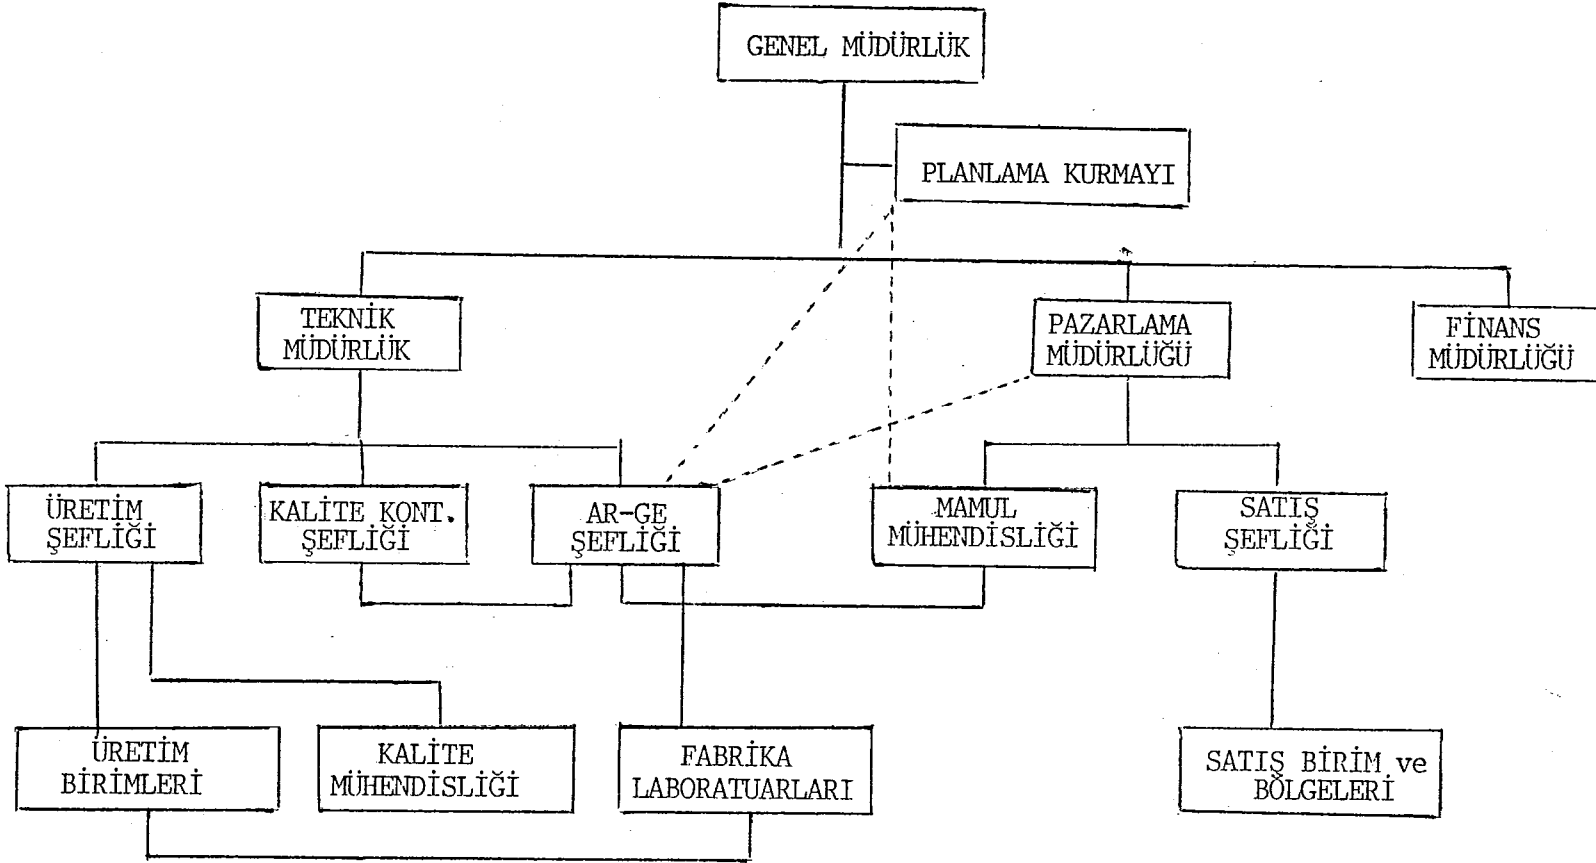 GENEL MÜDÜRLÜK
PLANLAMA KURMAYI
TEKNİK
MÜDÜRLÜK
PAZARLAMA
MÜDÜRLÜĞÜ
FİNANS
MÜDÜRLÜĞÜ
ÜRETİM
ŞEFLİĞİ
KALİTE KONT.
ŞEFLİĞİ
AR-GE
ŞEFLİĞİ
MAMUL
MÜHENDİSLİĞİ
SATIŞ
ŞEFLİĞİ
ÜRETİM
BİRİMLERİ
KALİTE
MÜHENDİSLİĞİ
FABRİKA
LABORATUARLARI
SATIŞ BİRİM ve
BÖLGELERİ